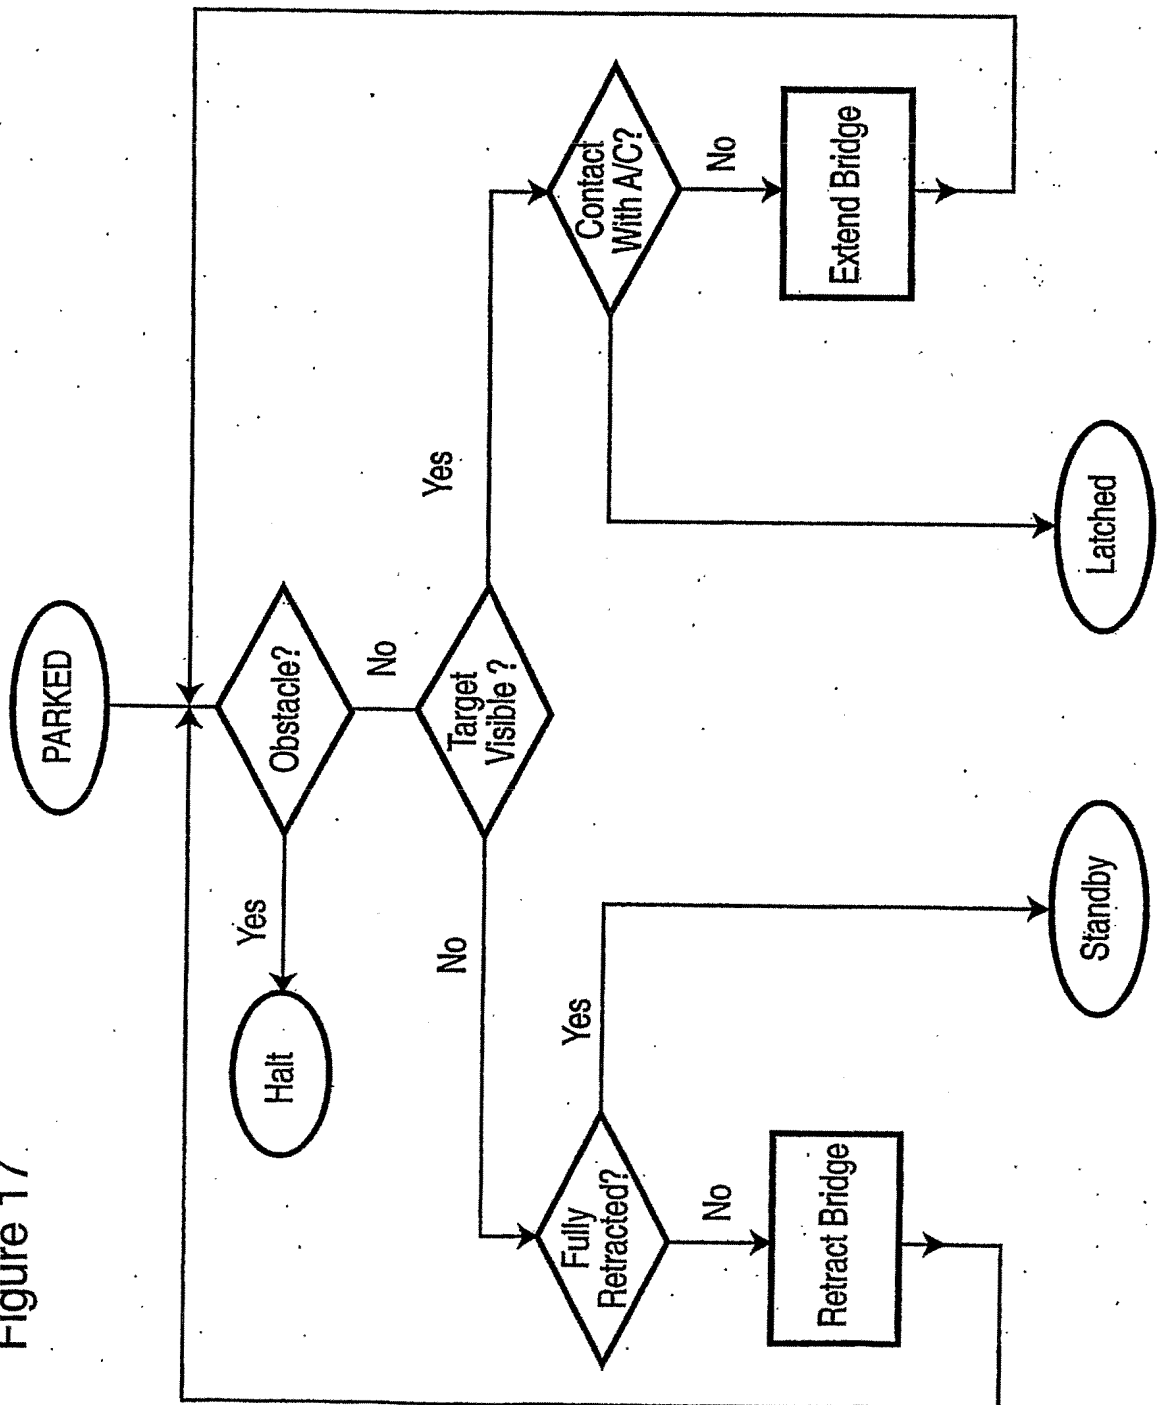 Figure 17
PARKED
Obstacle?
Yes
Halt
No
Target
Visible ?
No
Yes
Fully
Retracted?
Yes
No
Retract Bridge
Standby
Contact
With A/C?
No
Extend Bridge
Latched